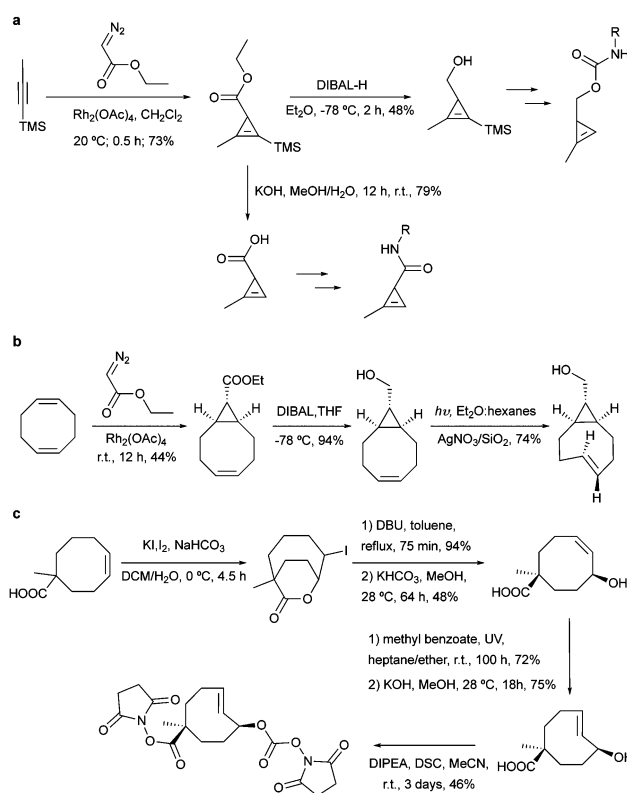 a
N2
O
O
TMS
Rh2(OAc)4, CH2Cl2
20 ºC; 0.5 h; 73%
O
O
TMS
DIBAL-H
Et2O, -78 ºC, 2 h, 48%
OH
TMS
R
NH
O
O
KOH, MeOH/H2O, 12 h, r.t., 79%
O
OH
R
HN
O
b
N2
O
O
Rh2(OAc)4
r.t., 12 h, 44%
COOEt
H
H
DIBAL,THF
-78 ºC, 94%
HO
H
H
hυ, Et2O:hexanes
AgNO3/SiO2, 74%
HO
H
H
H
H
c
HOOC
KI,I2, NaHCO3
DCM/H2O, 0 ºC, 4.5 h
I
O
O
1) DBU, toluene,
reflux, 75 min, 94%
2) KHCO3, MeOH,
28 ºC, 64 h, 48%
HOOC
OH
1) methyl benzoate, UV,
heptane/ether, r.t., 100 h, 72%
2) KOH, MeOH, 28 ºC, 18h, 75%
HOOC
OH
DIPEA, DSC, MeCN,
r.t., 3 days, 46%
O
N
O
O
O
O
O
O
O
N
O
O